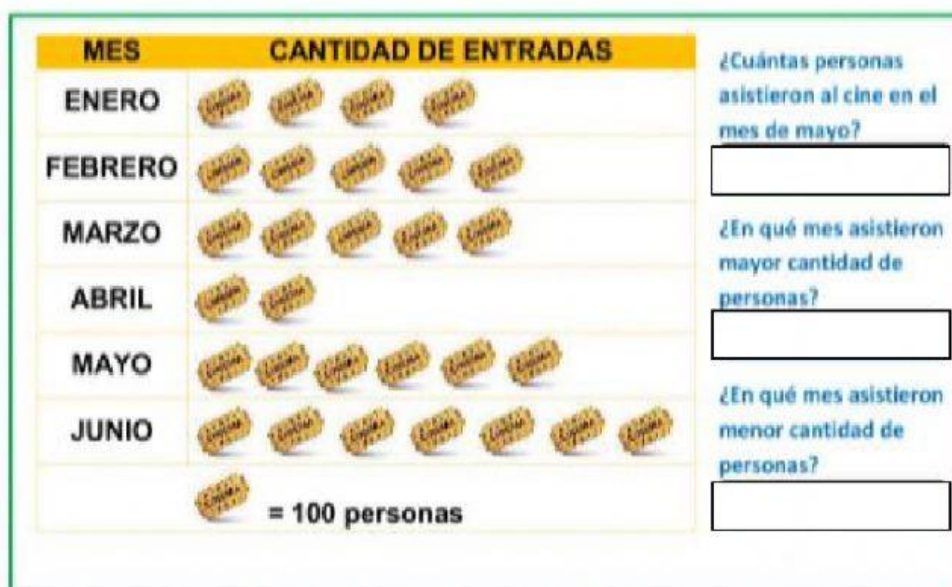 MES CANTIDAD DE ENTRADAS
ENERO
FEBRERO
MARZO
ABRIL
MAYO
JUNIO
= 100 personas
¿Cuántas personas
asistieron al cine en el
mes de mayo?
¿En qué mes asistieron
mayor cantidad de
personas?
¿En qué mes asistieron
menor cantidad de
personas?